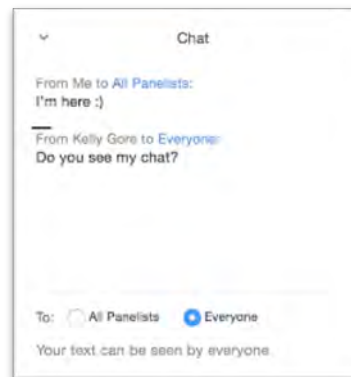 Chat
From Me to All Panelists:
I'm here :)
From Kelly Gore to Everyone:
Do you see my chat?
To: All Panelists Everyone
Your text can be seen by everyone